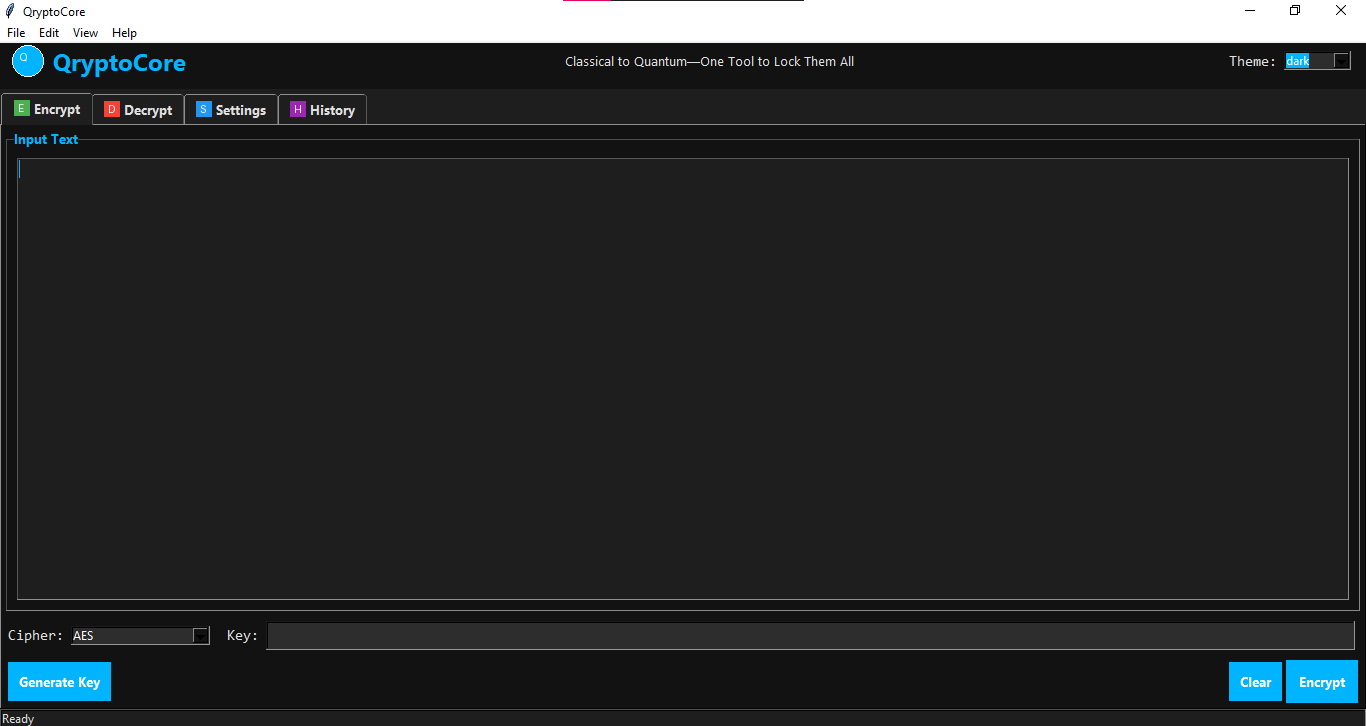 QryptoCore
File Edit View Help
Q QryptoCore Classical to Quantum—One Tool to Lock Them All Theme: dark
E Encrypt D Decrypt S Settings H History
Input Text
Cipher: AES Key:
Generate Key Clear Encrypt
Ready